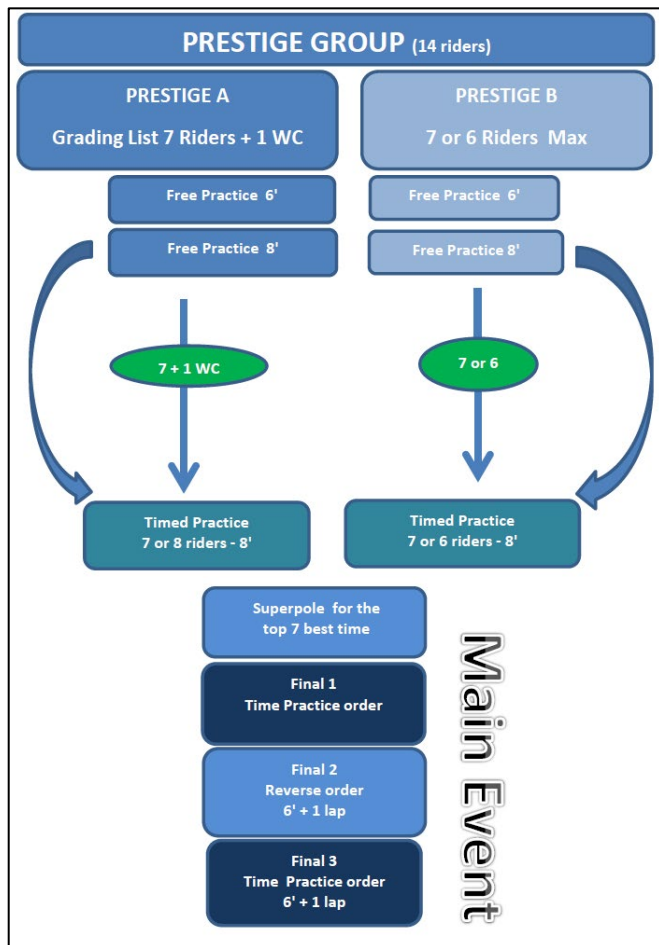 PRESTIGE GROUP (14 riders)
PRESTIGE A
Grading List 7 Riders + 1 WC
PRESTIGE B
7 or 6 Riders Max
Free Practice 6'
Free Practice 6'
Free Practice 8'
Free Practice 8'
7 + 1 WC
7 or 6
Timed Practice
7 or 8 riders - 8'
Timed Practice
7 or 6 riders - 8'
Superpole for the
top 7 best time
Final 1
Time Practice order
Final 2
Reverse order
6' + 1 lap
Final 3
Time Practice order
6' + 1 lap
Main Event